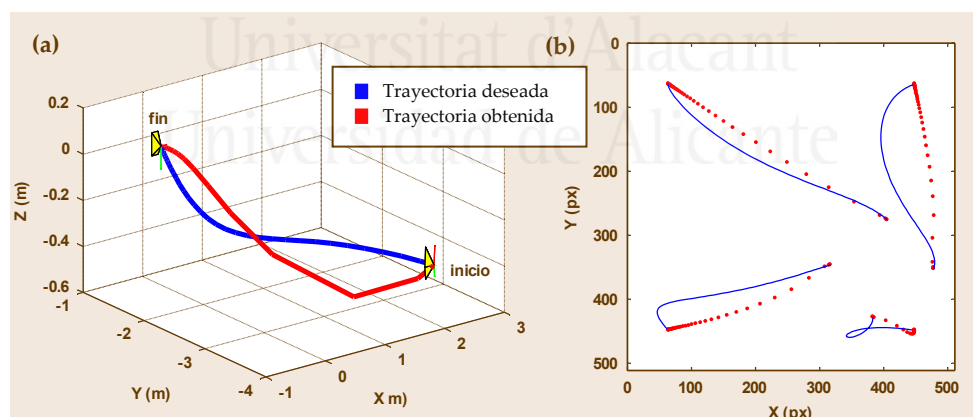 Universitat d'Alacant
Universidad de Alicante
(a)
Trayectoria deseada
Trayectoria obtenida
fin
inicio
0.2
0
-0.2
-0.4
-0.6
Z (m)
-1
-2
-3
-4
Y (m)
-1
0
1
2
3
X m)
(b)
0
100
200
300
400
500
Y (px)
0
100
200
300
400
500
X (px)